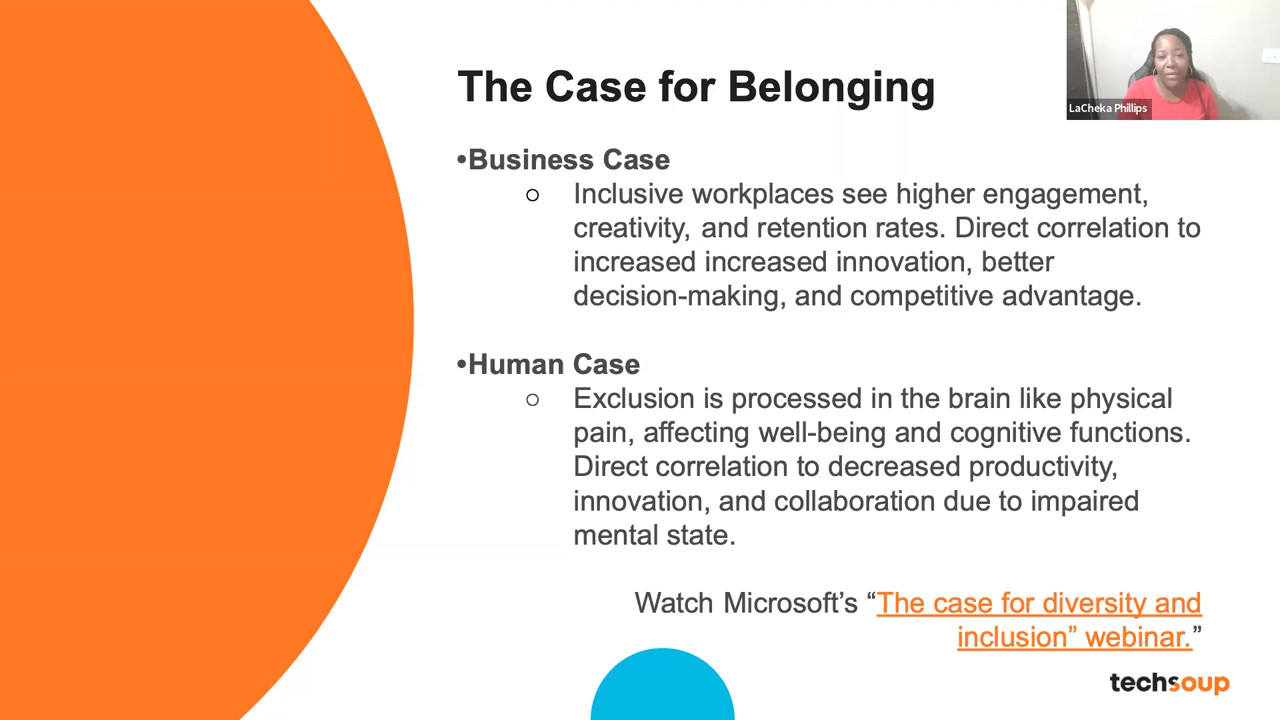 The Case for Belonging
LaCheka Phillips
•Business Case
○ Inclusive workplaces see higher engagement,
creativity, and retention rates. Direct correlation to
increased increased innovation, better
decision-making, and competitive advantage.
•Human Case
○ Exclusion is processed in the brain like physical
pain, affecting well-being and cognitive functions.
Direct correlation to decreased productivity,
innovation, and collaboration due to impaired
mental state.
Watch Microsoft’s “The case for diversity and
inclusion” webinar.”
techsoup